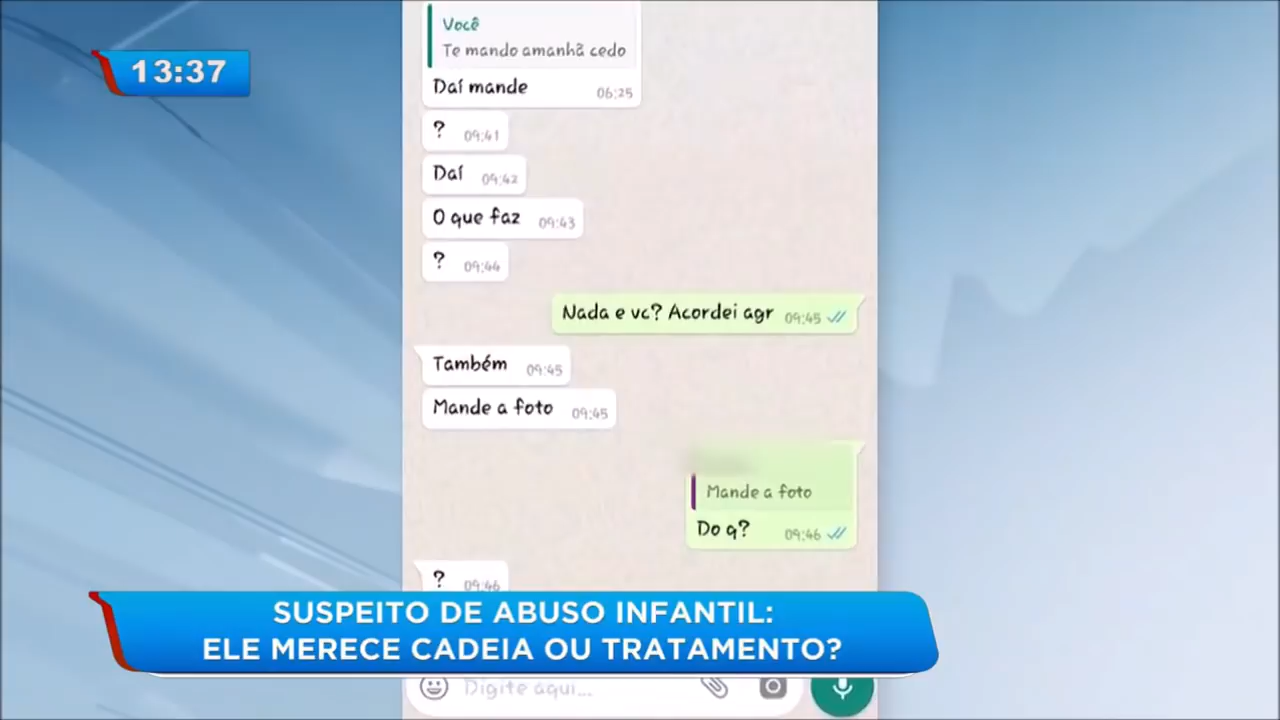 13:37
Você
Te mando amanhã cedo
Daí mande 06:25
? 09:41
Daí 09:42
O que faz 09:43
? 09:44
Nada e vc? Acordei agr 09:45
Também 09:45
Mande a foto 09:45
Mande a foto
Do q? 09:46
? 09:46
SUSPEITO DE ABUSO INFANTIL:
ELE MERECE CADEIA OU TRATAMENTO?
Digite aqui...